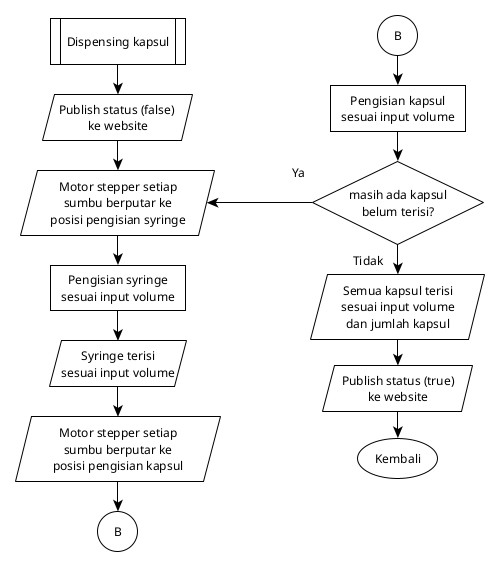 Dispensing kapsul
Publish status (false)
ke website
Motor stepper setiap
sumbu berputar ke
posisi pengisian syringe
Pengisian syringe
sesuai input volume
Syringe terisi
sesuai input volume
Motor stepper setiap
sumbu berputar ke
posisi pengisian kapsul
B
B
Pengisian kapsul
sesuai input volume
masih ada kapsul
belum terisi?
Ya
Tidak
Semua kapsul terisi
sesuai input volume
dan jumlah kapsul
Publish status (true)
ke website
Kembali